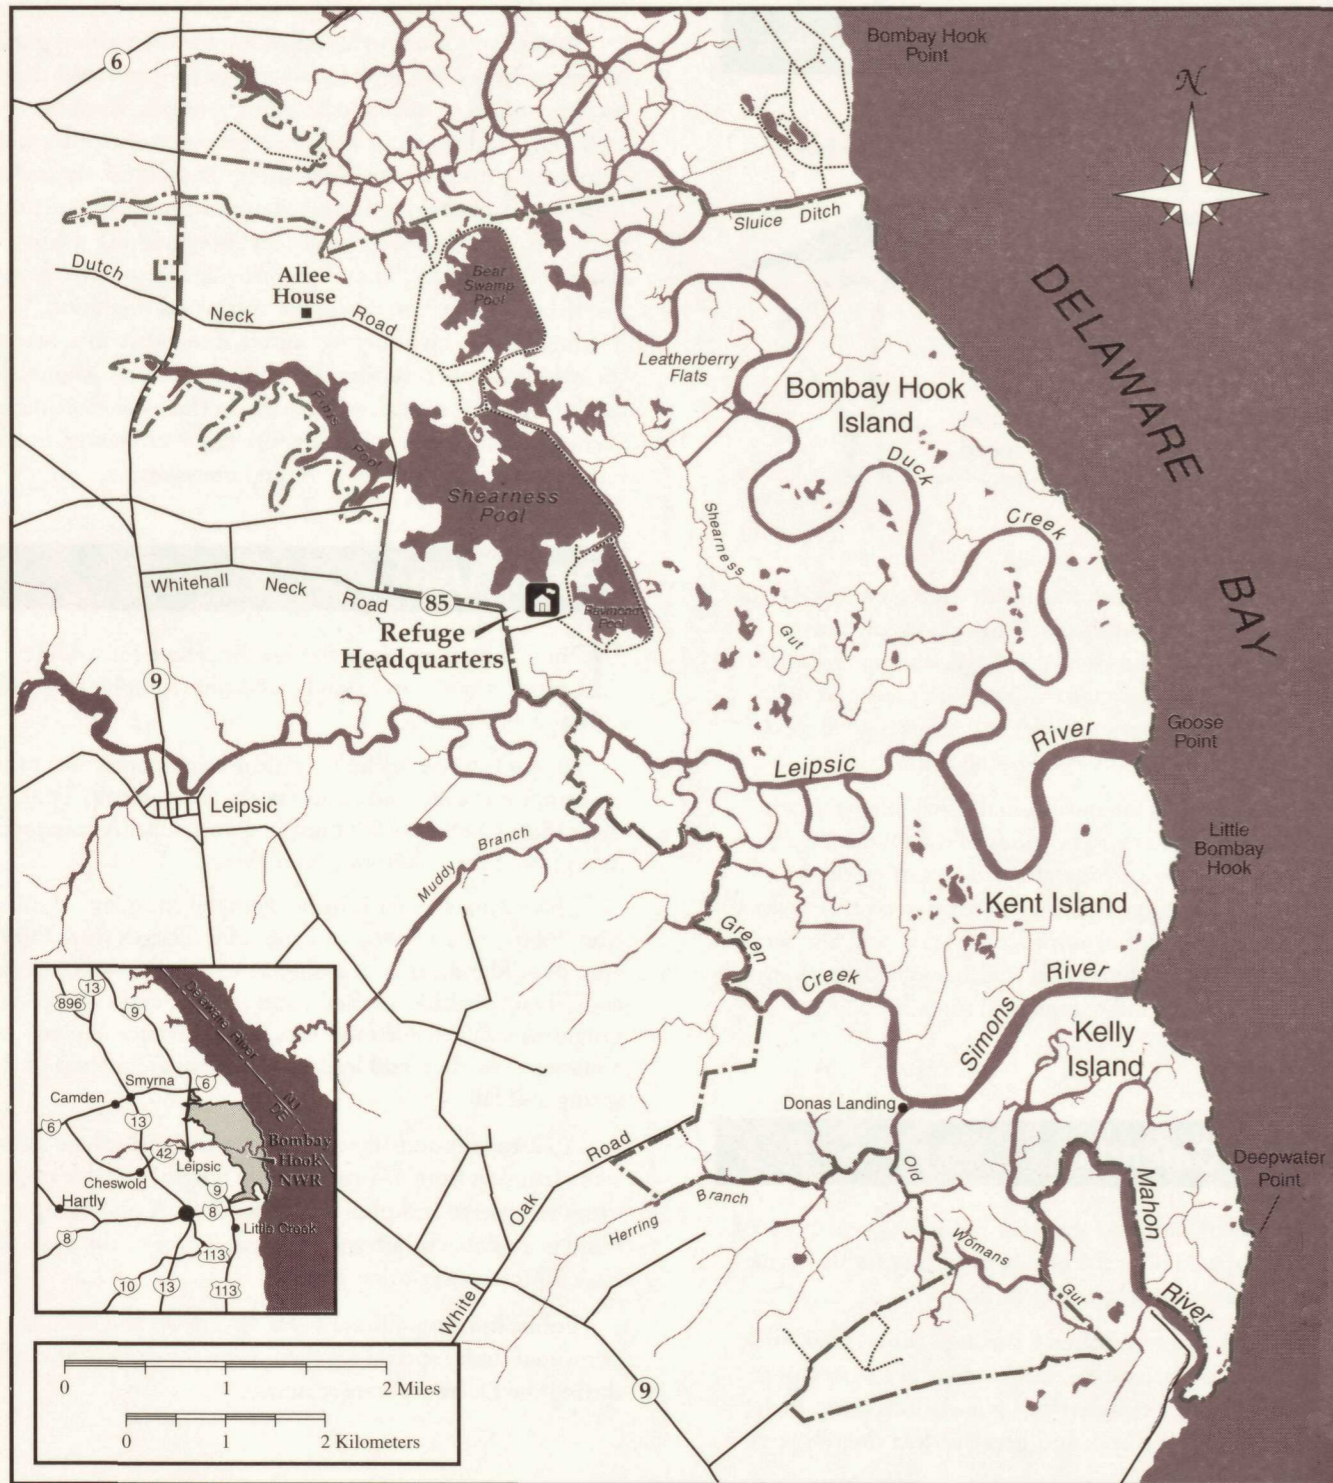 Bombay Hook
Point
6
N
Sluice Ditch
Dutch
Neck
Road
Allee
House
Bear
Swamp
Pool
DELAWARE
BAY
Leatherberry
Flats
Bombay Hook
Island
Finis
Pool
Duck
Creek
Shearness
Pool
Shearness
Gut
Whitehall
Neck
Road
85
Raymond
Pool
Refuge
Headquarters
9
Goose
Point
River
Leipsic
Leipsic
Little
Bombay
Hook
Muddy
Branch
Kent Island
Green
Creek
River
Simons
Kelly
Island
Donas Landing
Road
Oak
White
Old
Womans
Gut
Branch
Herring
Mahon
River
Deepwater
Point
9
896
13
9
Delaware River
NJ
DE
Smyrna
6
Camden
6
13
42
Leipsic
Bombay
Hook
NWR
Cheswold
9
Hartly
8
8
Little Creek
113
10
13
113
0
1
2 Miles
0
1
2 Kilometers